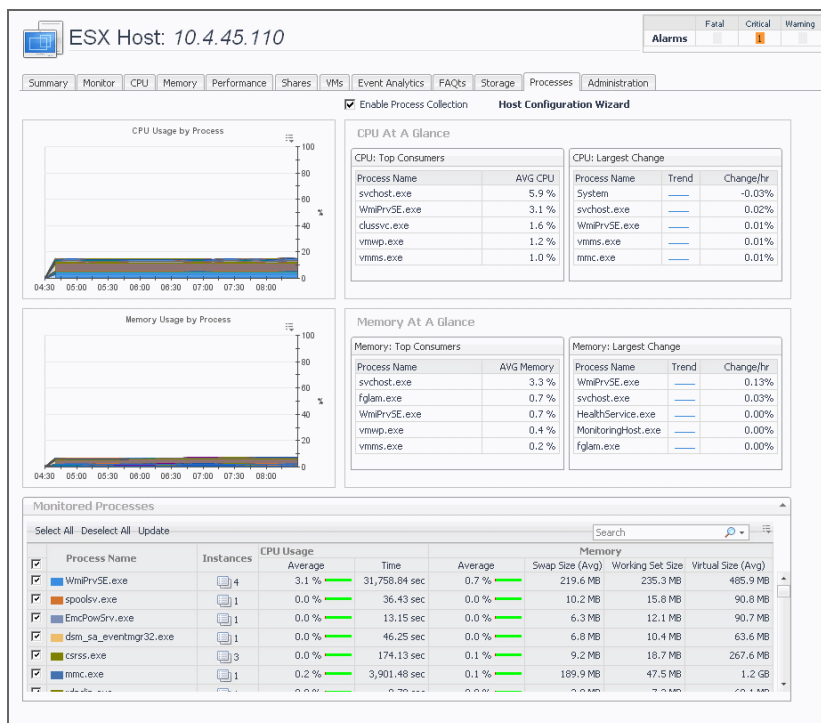 ESX Host: 10.4.45.110
Fatal Critical Warning
Alarms 1
Summary Monitor CPU Memory Performance Shares VMs Event Analytics FAQts Storage Processes Administration
Enable Process Collection Host Configuration Wizard
CPU Usage by Process
100
80
60
40
20
0
%
04:30 05:00 05:30 06:00 06:30 07:00 07:30 08:00
CPU At A Glance
CPU: Top Consumers
Process Name AVG CPU
svchost.exe 5.9 %
WmiPrvSE.exe 3.1 %
clussvc.exe 1.6 %
vmwp.exe 1.2 %
vmms.exe 1.0 %
CPU: Largest Change
Process Name Trend Change/hr
System -0.03%
svchost.exe 0.02%
WmiPrvSE.exe 0.01%
vmms.exe 0.01%
mmc.exe 0.01%
Memory Usage by Process
100
80
60
40
20
0
%
04:30 05:00 05:30 06:00 06:30 07:00 07:30 08:00
Memory At A Glance
Memory: Top Consumers
Process Name AVG Memory
svchost.exe 3.3 %
fglam.exe 0.7 %
WmiPrvSE.exe 0.7 %
vmwp.exe 0.4 %
vmms.exe 0.2 %
Memory: Largest Change
Process Name Trend Change/hr
WmiPrvSE.exe 0.13%
svchost.exe 0.03%
HealthService.exe 0.00%
MonitoringHost.exe 0.00%
fglam.exe 0.00%
Monitored Processes
Select All Deselect All Update Search
Process Name Instances CPU Usage Memory
Average Time Average Swap Size (Avg) Working Set Size Virtual Size (Avg)
WmiPrvSE.exe 4 3.1 % 31,758.84 sec 0.7 % 219.6 MB 235.3 MB 485.9 MB
spoolsv.exe 1 0.0 % 36.43 sec 0.0 % 10.2 MB 15.8 MB 90.8 MB
EmcPowSrv.exe 1 0.0 % 13.15 sec 0.0 % 6.3 MB 12.1 MB 90.7 MB
dsm_sa_eventmgr32.exe 1 0.0 % 46.25 sec 0.0 % 6.8 MB 10.4 MB 63.6 MB
csrss.exe 3 0.0 % 174.13 sec 0.1 % 9.2 MB 18.7 MB 267.6 MB
mmc.exe 1 0.2 % 3,901.48 sec 0.1 % 189.9 MB 47.5 MB 1.2 GB